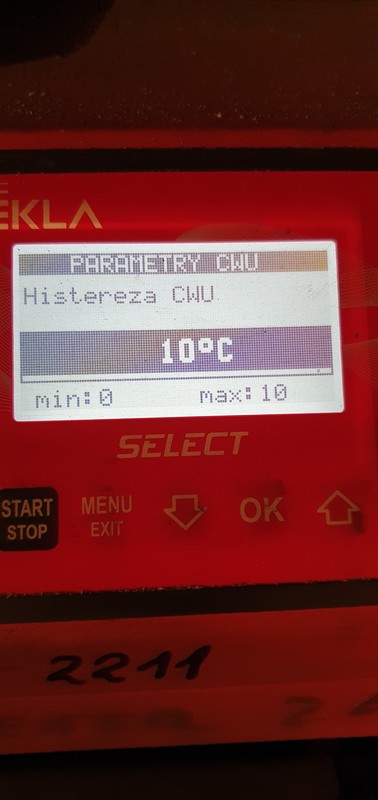 EKLA
PARAMETRY CWU
Histereza CWU
10°C
min:0 max:10
SELECT
START STOP MENU EXIT OK
2211